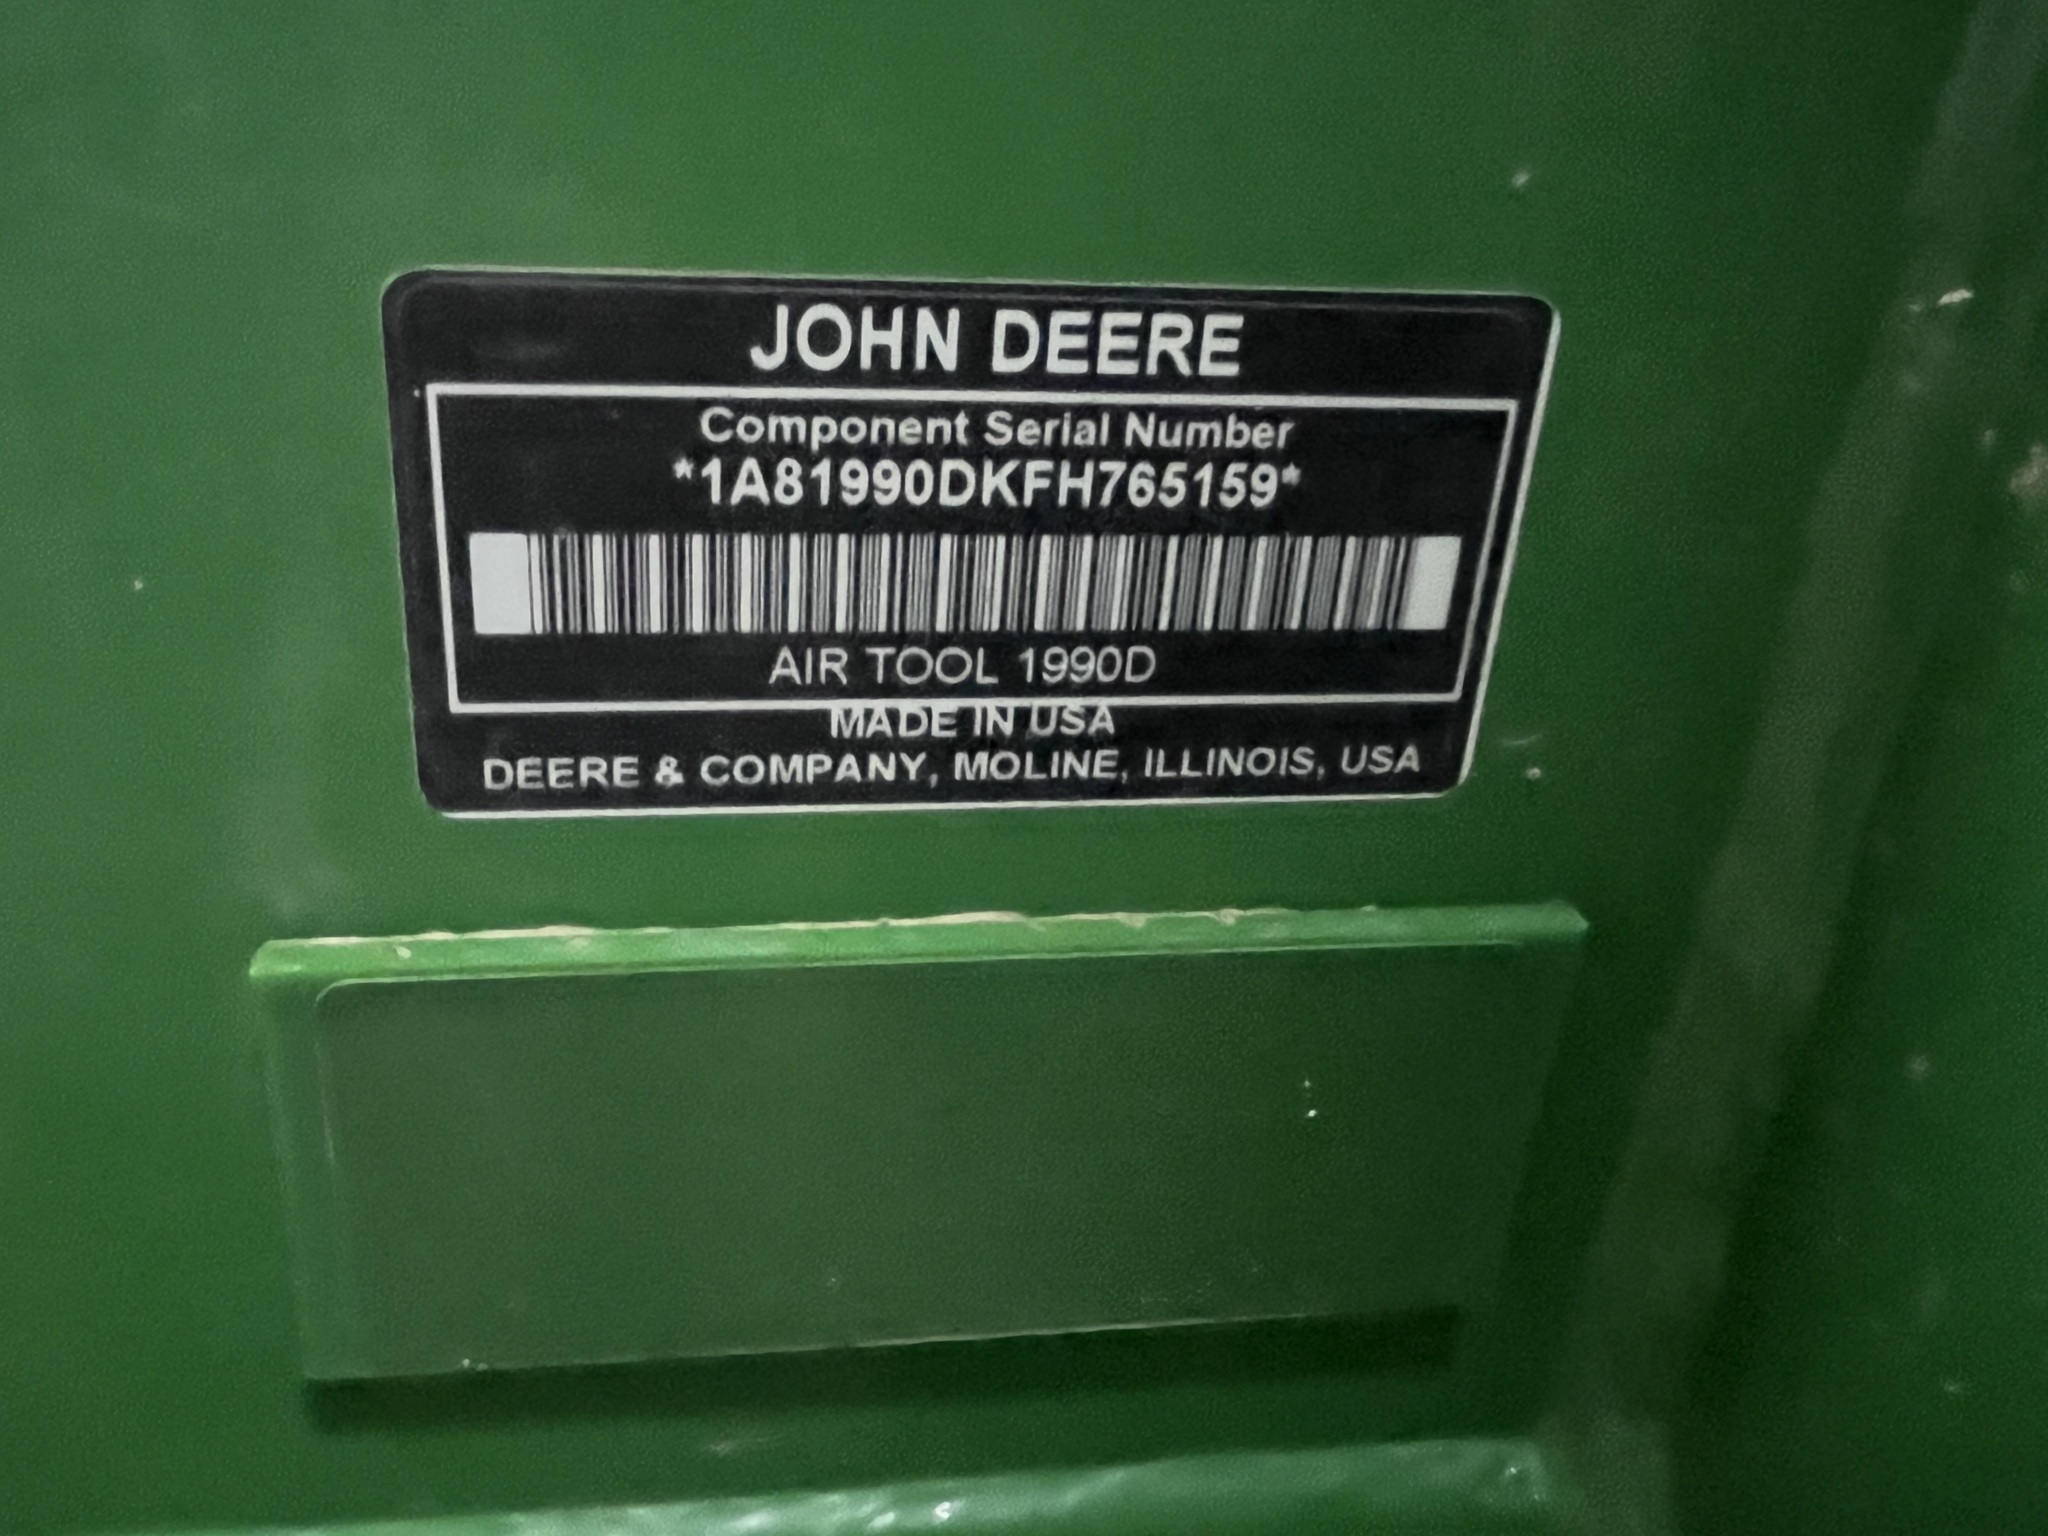 JOHN DEERE
Component Serial Number
*1A81990DKFH765159*
AIR TOOL 1990D
MADE IN USA
DEERE & COMPANY, MOLINE, ILLINOIS, USA